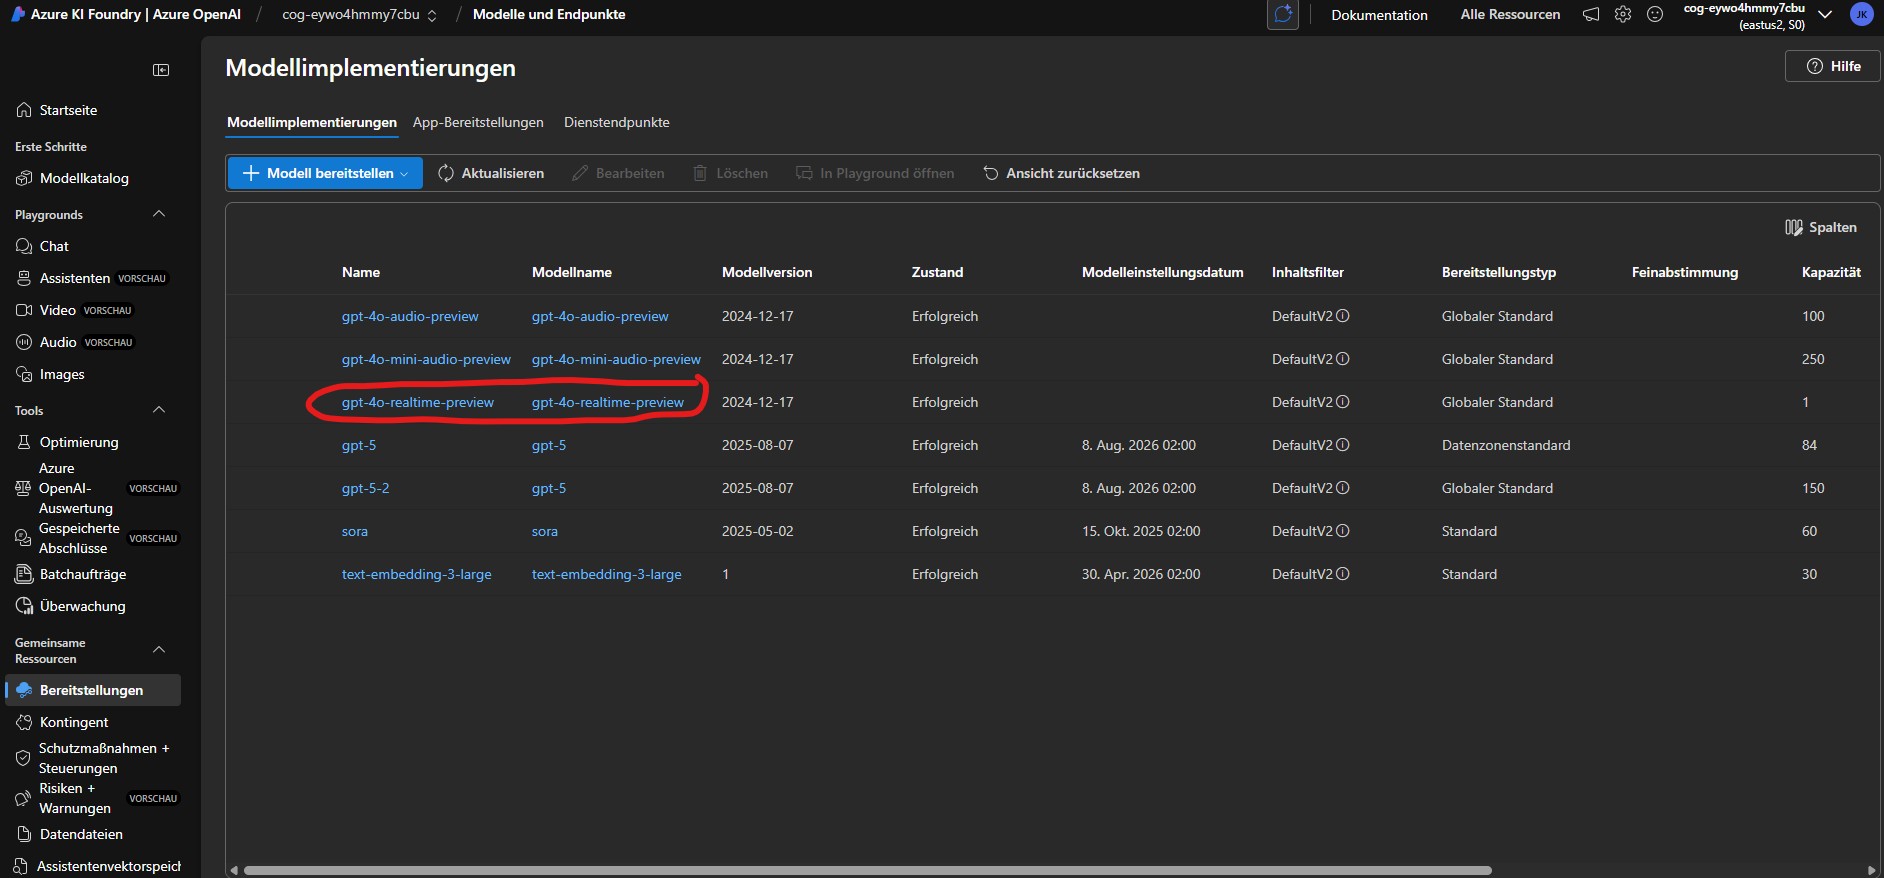 Azure KI Foundry | Azure OpenAI / cog-eywo4hmmy7cbu / Modelle und Endpunkte
Dokumentation
Alle Ressourcen
cog-eywo4hmmy7cbu
(eastus2, S0)
JK
Startseite
Erste Schritte
Modellkatalog
Playgrounds
Chat
Assistenten VORSCHAU
Video VORSCHAU
Audio VORSCHAU
Images
Tools
Optimierung
Azure
OpenAI-
Auswertung
VORSCHAU
Gespeicherte
Abschlüsse
VORSCHAU
Batchaufträge
Überwachung
Gemeinsame
Ressourcen
Bereitstellungen
Kontingent
Schutzmaßnahmen +
Steuerungen
Risiken +
Warnungen
VORSCHAU
Datendateien
Assistentenvektorspeich
Modellimplementierungen
Hilfe
Modellimplementierungen App-Bereitstellungen Dienstendpunkte
Modell bereitstellen Aktualisieren Bearbeiten Löschen In Playground öffnen Ansicht zurücksetzen
Spalten
Name Modellname Modellversion Zustand Modelleinstellungsdatum Inhaltsfilter Bereitstellungstyp Feinabstimmung Kapazität
gpt-4o-audio-preview gpt-4o-audio-preview 2024-12-17 Erfolgreich DefaultV2 Globaler Standard 100
gpt-4o-mini-audio-preview gpt-4o-mini-audio-preview 2024-12-17 Erfolgreich DefaultV2 Globaler Standard 250
gpt-4o-realtime-preview gpt-4o-realtime-preview 2024-12-17 Erfolgreich DefaultV2 Globaler Standard 1
gpt-5 gpt-5 2025-08-07 Erfolgreich 8. Aug. 2026 02:00 DefaultV2 Datenzonenstandard 84
gpt-5-2 gpt-5 2025-08-07 Erfolgreich 8. Aug. 2026 02:00 DefaultV2 Globaler Standard 150
sora sora 2025-05-02 Erfolgreich 15. Okt. 2025 02:00 DefaultV2 Standard 60
text-embedding-3-large text-embedding-3-large 1 Erfolgreich 30. Apr. 2026 02:00 DefaultV2 Standard 30